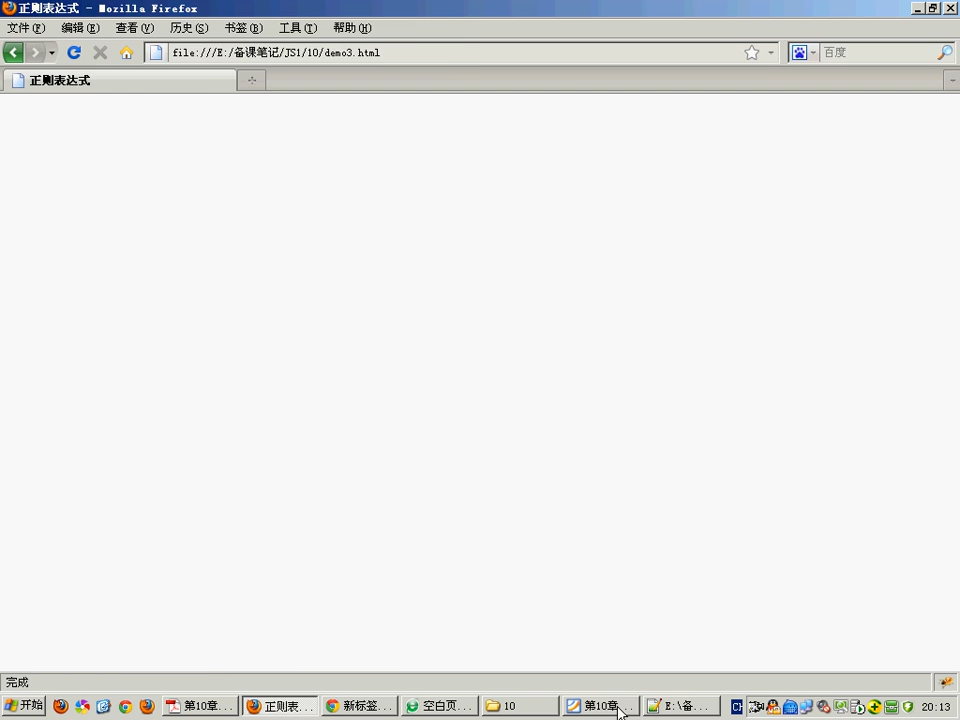 正则表达式 - Mozilla Firefox
文件(F) 编辑(E) 查看(V) 历史(S) 书签(B) 工具(T) 帮助(H)
file:///E:/备课笔记/JS1/10/demo3.html 百度
正则表达式
完成
开始 第10章... 正则表... 新标签... 空白页... 10 第10章 E:\备... CH 20:13